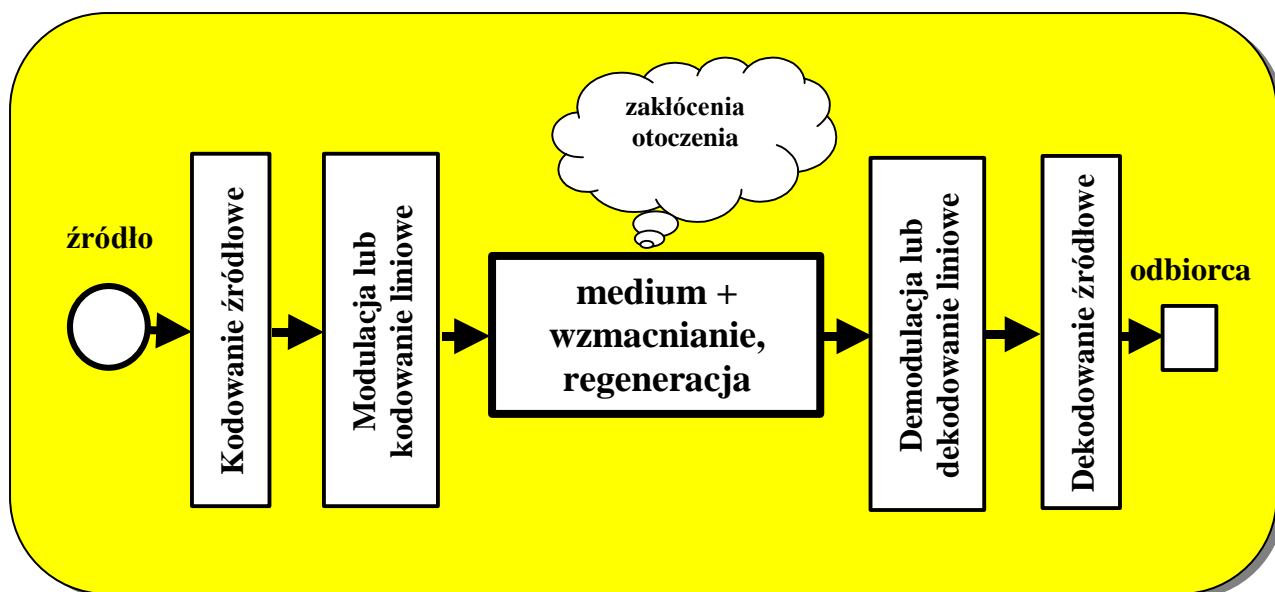 zakłócenia
otoczenia
źródło
Kodowanie źródłowe
Modulacja lub
kodowanie liniowe
medium +
wzmacnianie,
regeneracja
Demodulacja lub
dekodowanie liniowe
Dekodowanie źródłowe
odbiorca